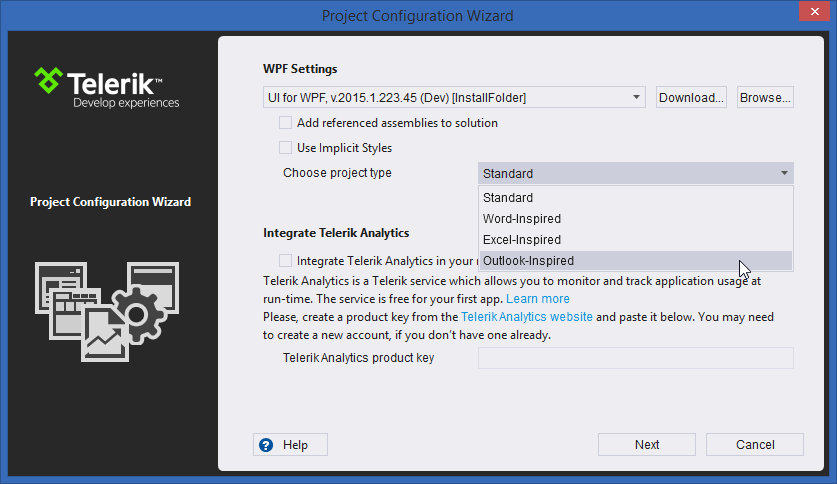 Project Configuration Wizard
Telerik™
Develop experiences
Project Configuration Wizard
WPF Settings
UI for WPF, v.2015.1.223.45 (Dev) [InstallFolder]
Download...
Browse...
Add referenced assemblies to solution
Use Implicit Styles
Choose project type
Standard
Standard
Word-Inspired
Excel-Inspired
Outlook-Inspired
Integrate Telerik Analytics
Integrate Telerik Analytics in your
Telerik Analytics is a Telerik service which allows you to monitor and track application usage at
run-time. The service is free for your first app. Learn more
Please, create a product key from the Telerik Analytics website and paste it below. You may need
to create a new account, if you don't have one already.
Telerik Analytics product key
? Help
Next
Cancel